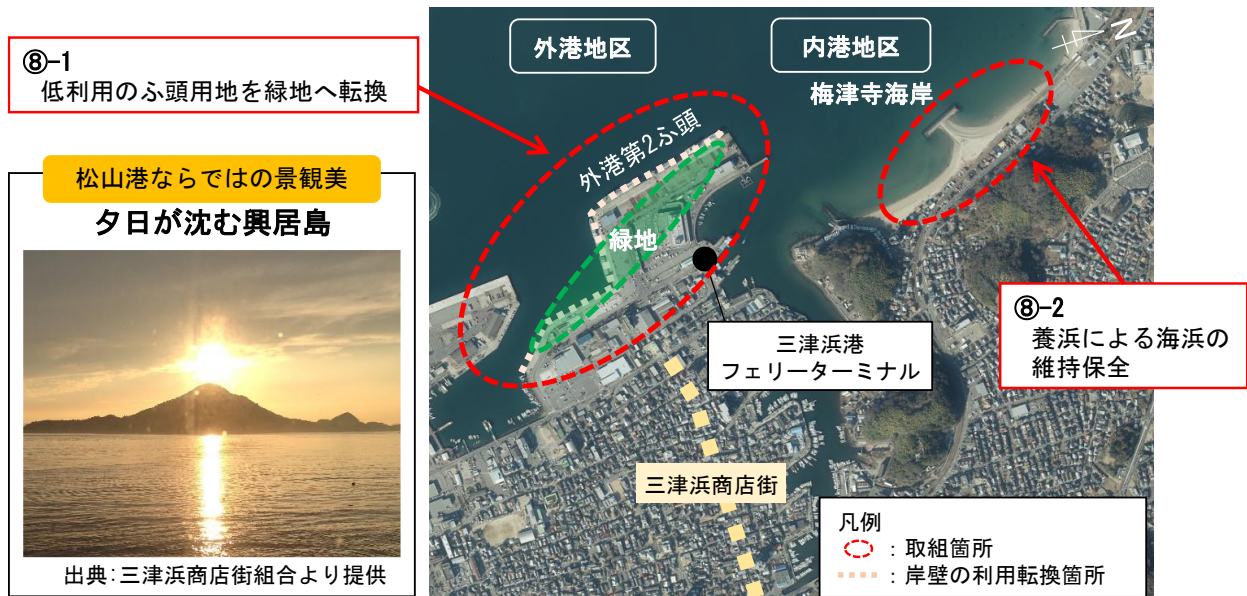 ⑧-1
低利用のふ頭用地を緑地へ転換
松山港ならではの景観美
夕日が沈む興居島
出典：三津浜商店街組合より提供
外港地区
内港地区
梅津寺海岸
N
外港第2ふ頭
緑地
三津浜港
フェリーターミナル
⑧-2
養浜による海浜の
維持保全
三津浜商店街
凡例
：取組箇所
：岸壁の利用転換箇所